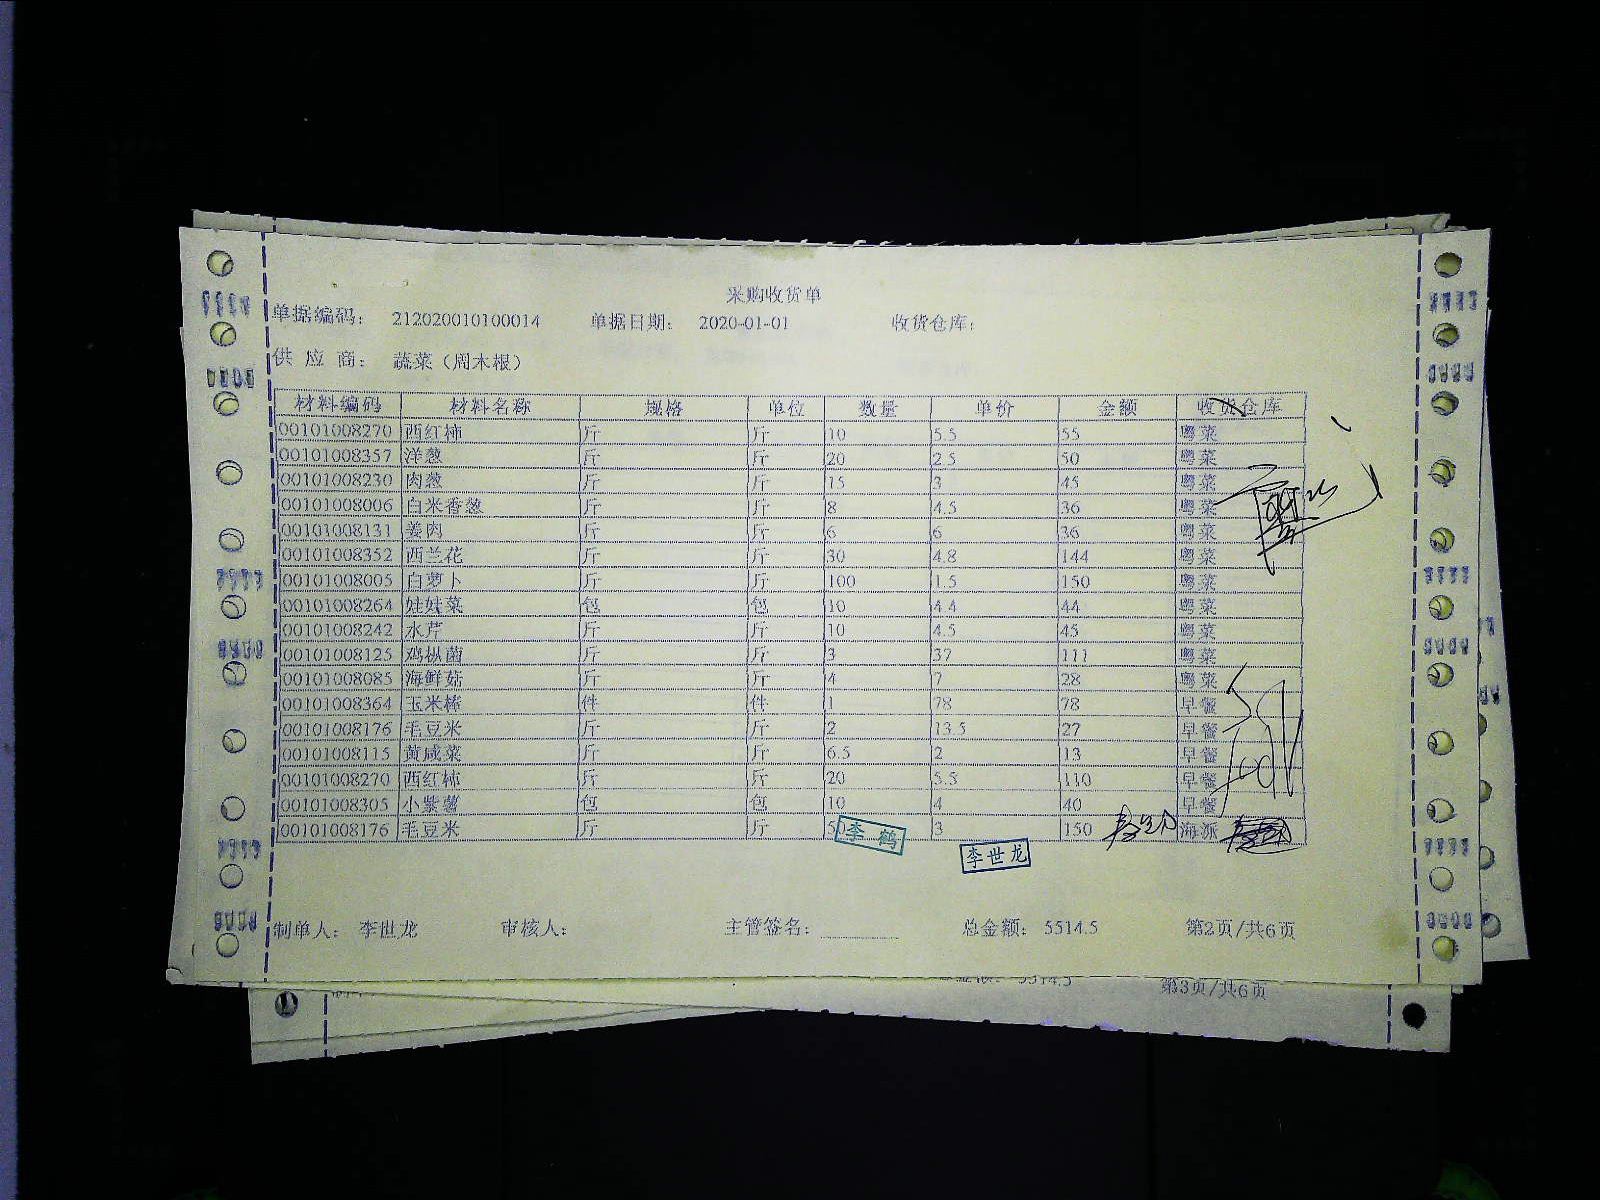 采购收货单
单据编码： 212020010100014 单据日期： 2020-01-01 收货仓库：
供 应 商： 蔬菜（周木根）
材料编码 材料名称 规格 单位 数量 单价 金额 收货仓库
00101008270 西红柿 斤 斤 10 5.5 55 粤菜
00101008357 洋葱 斤 斤 20 2.5 50 粤菜
00101008230 肉葱 斤 斤 15 3 45 粤菜
00101008006 白米香葱 斤 斤 8 4.5 36 粤菜
00101008131 姜肉 斤 斤 6 6 36 粤菜
00101008352 西兰花 斤 斤 30 4.8 144 粤菜
00101008005 白萝卜 斤 斤 100 1.5 150 粤菜
00101008264 娃娃菜 包 包 10 4.4 44 粤菜
00101008242 水芹 斤 斤 10 4.5 45 粤菜
00101008125 鸡枞菌 斤 斤 3 37 111 粤菜
00101008085 海鲜菇 斤 斤 4 7 28 粤菜
00101008364 玉米棒 件 件 1 78 78 早餐
00101008176 毛豆米 斤 斤 2 13.5 27 早餐
00101008115 黄咸菜 斤 斤 6.5 2 13 早餐
00101008270 西红柿 斤 斤 20 5.5 110 早餐
00101008305 小紫薯 包 包 10 4 40 早餐
00101008176 毛豆米 斤 斤 50 3 150 海派
李鹤
李世龙
制单人： 李世龙 审核人： 主管签名： 总金额： 5514.5 第2页/共6页
5514.5 第3页/共6页